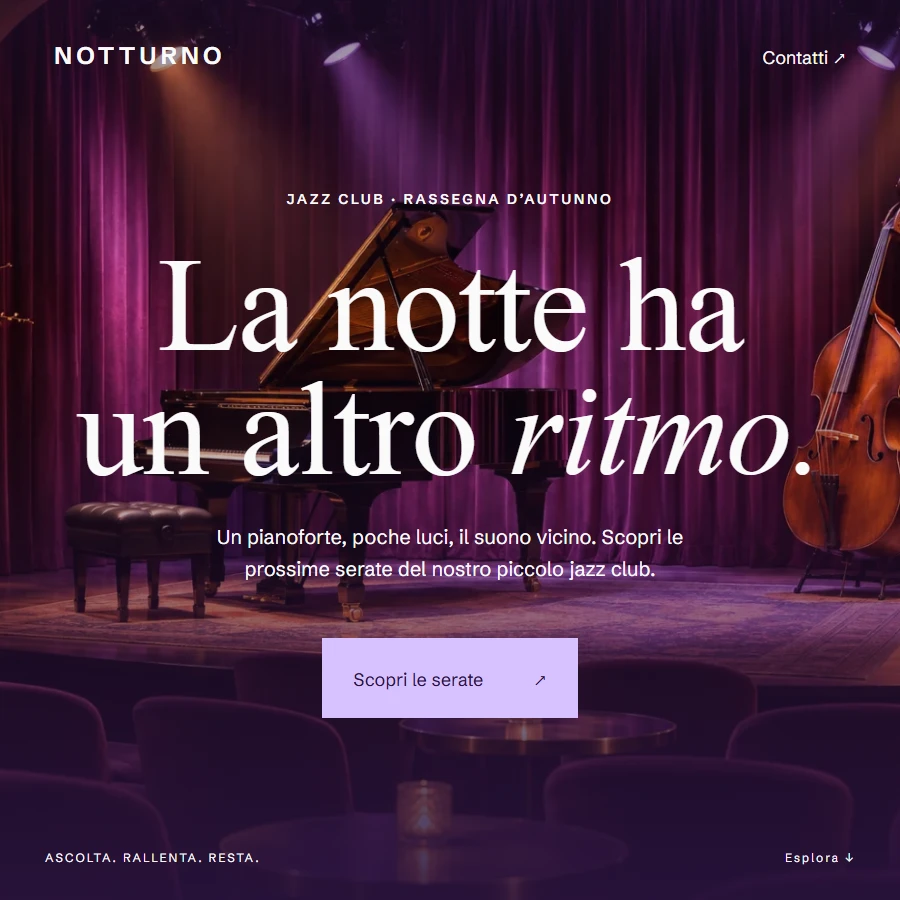 NOTTURNO
Contatti ↗
JAZZ CLUB · RASSEGNA D’AUTUNNO
La notte ha
un altro ritmo.
Un pianoforte, poche luci, il suono vicino. Scopri le
prossime serate del nostro piccolo jazz club.
Scopri le serate ↗
ASCOLTA. RALLENTA. RESTA.
Esplora ↓